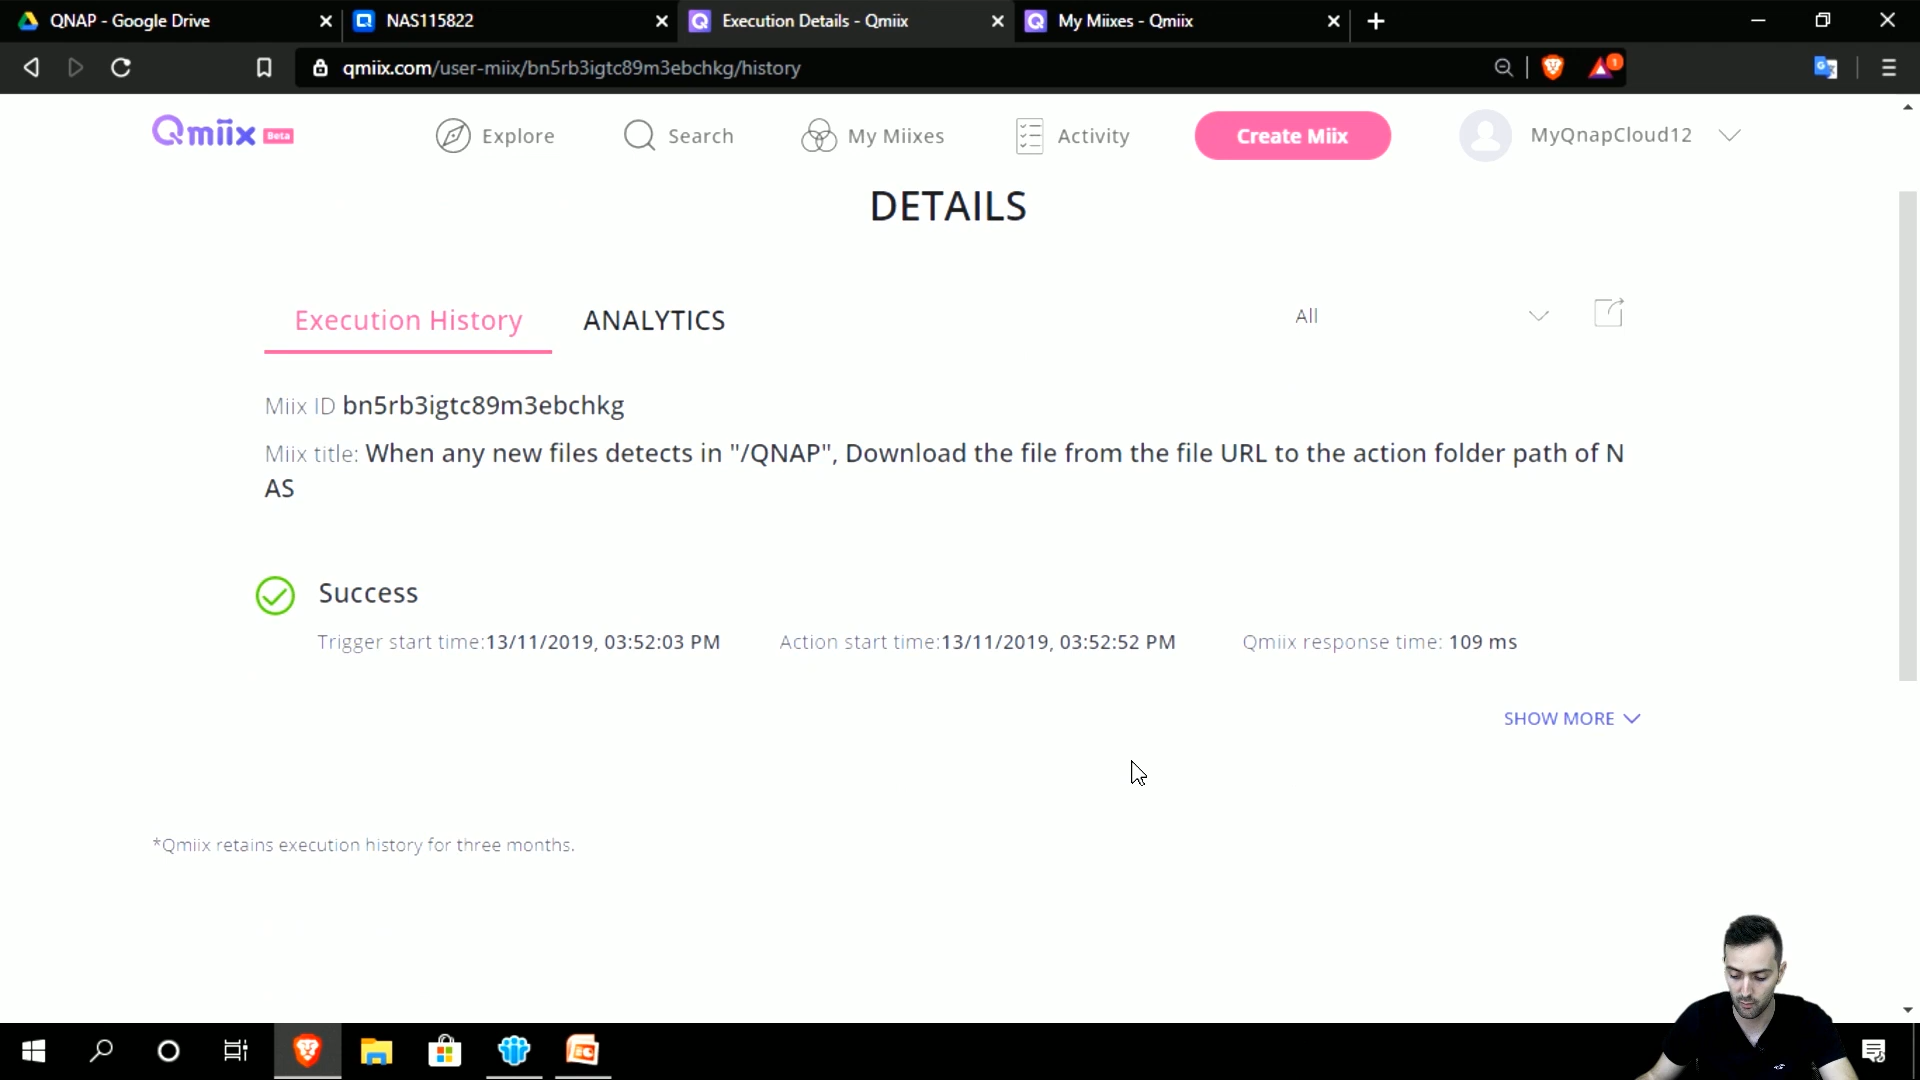 QNAP - Google Drive
NAS115822
Execution Details - Qmiix
My Miixes - Qmiix
qmiix.com/user-miix/bn5rb3igtc89m3ebchkg/history
1
Qmiix Beta
Explore
Search
My Miixes
Activity
Create Miix
MyQnapCloud12
DETAILS
Execution History
ANALYTICS
All
Miix ID bn5rb3igtc89m3ebchkg
Miix title: When any new files detects in "/QNAP", Download the file from the file URL to the action folder path of N
AS
Success
Trigger start time:13/11/2019, 03:52:03 PM
Action start time:13/11/2019, 03:52:52 PM
Qmiix response time: 109 ms
SHOW MORE
*Qmiix retains execution history for three months.